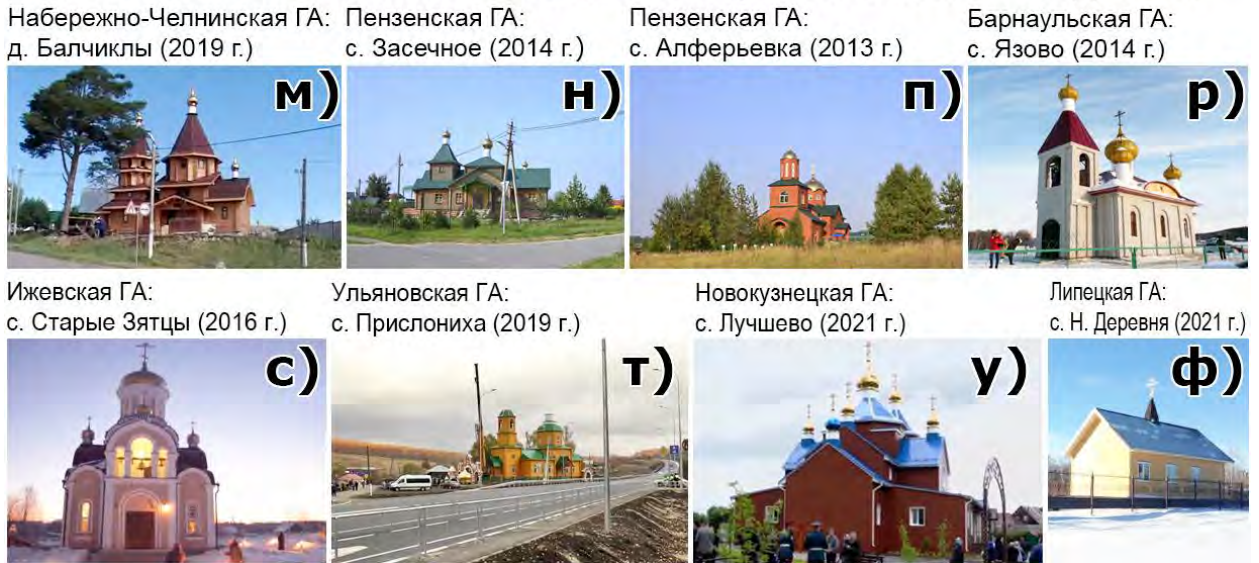 Набережно-Челнинская ГА:
д. Балчиклы (2019 г.)
м)
Пензенская ГА:
с. Засечное (2014 г.)
н)
Пензенская ГА:
с. Алферьевка (2013 г.)
п)
Барнаульская ГА:
с. Язово (2014 г.)
р)
Ижевская ГА:
с. Старые Зятцы (2016 г.)
с)
Ульяновская ГА:
с. Прислониха (2019 г.)
т)
Новокузнецкая ГА:
с. Лучшево (2021 г.)
у)
Липецкая ГА:
с. Н. Деревня (2021 г.)
ф)